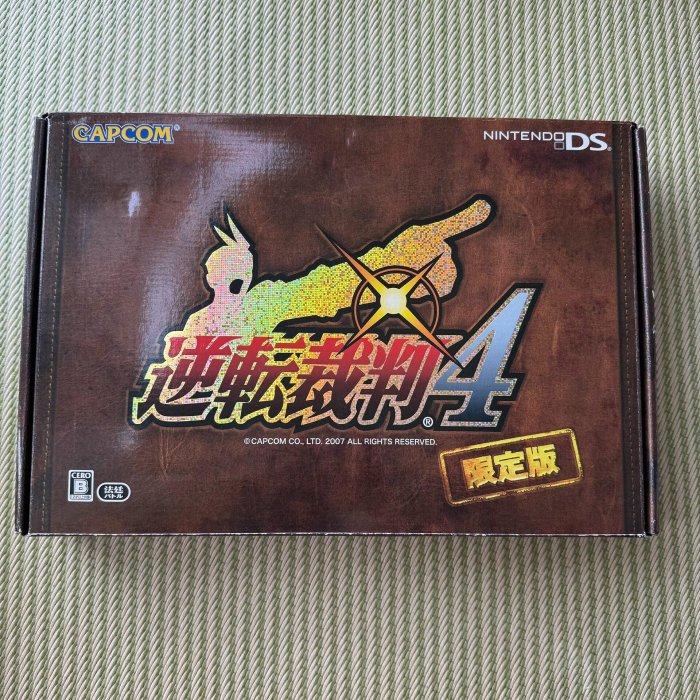 CAPCOM®
NINTENDO DS®
逆転裁判®4
©CAPCOM CO., LTD. 2007 ALL RIGHTS RESERVED.
限定版
CERO
B
法廷
バトル